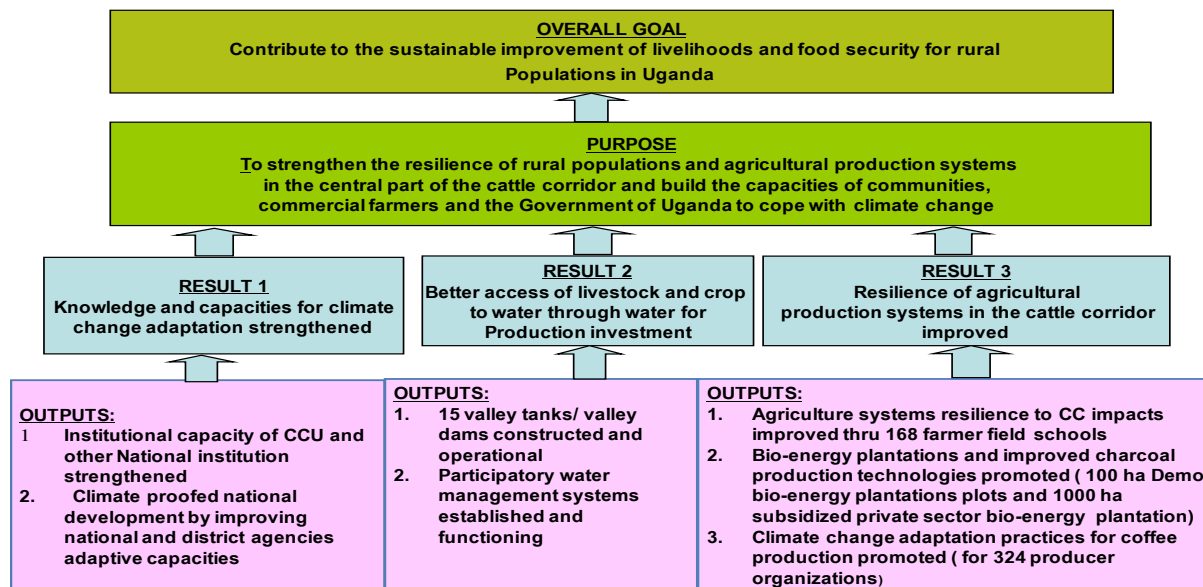 OVERALL GOAL
Contribute to the sustainable improvement of livelihoods and food security for rural
Populations in Uganda
PURPOSE
To strengthen the resilience of rural populations and agricultural production systems
in the central part of the cattle corridor and build the capacities of communities,
commercial farmers and the Government of Uganda to cope with climate change
RESULT 1
Knowledge and capacities for climate
change adaptation strengthened
RESULT 2
Better access of livestock and crop
to water through water for
Production investment
RESULT 3
Resilience of agricultural
production systems in the cattle corridor
improved
OUTPUTS:
1 Institutional capacity of CCU and
other National institution
strengthened
2. Climate proofed national
development by improving
national and district agencies
adaptive capacities
OUTPUTS:
1. 15 valley tanks/ valley
dams constructed and
operational
2. Participatory water
management systems
established and
functioning
OUTPUTS:
1. Agriculture systems resilience to CC impacts
improved thru 168 farmer field schools
2. Bio-energy plantations and improved charcoal
production technologies promoted ( 100 ha Demo
bio-energy plantations plots and 1000 ha
subsidized private sector bio-energy plantation)
3. Climate change adaptation practices for coffee
production promoted ( for 324 producer
organizations)